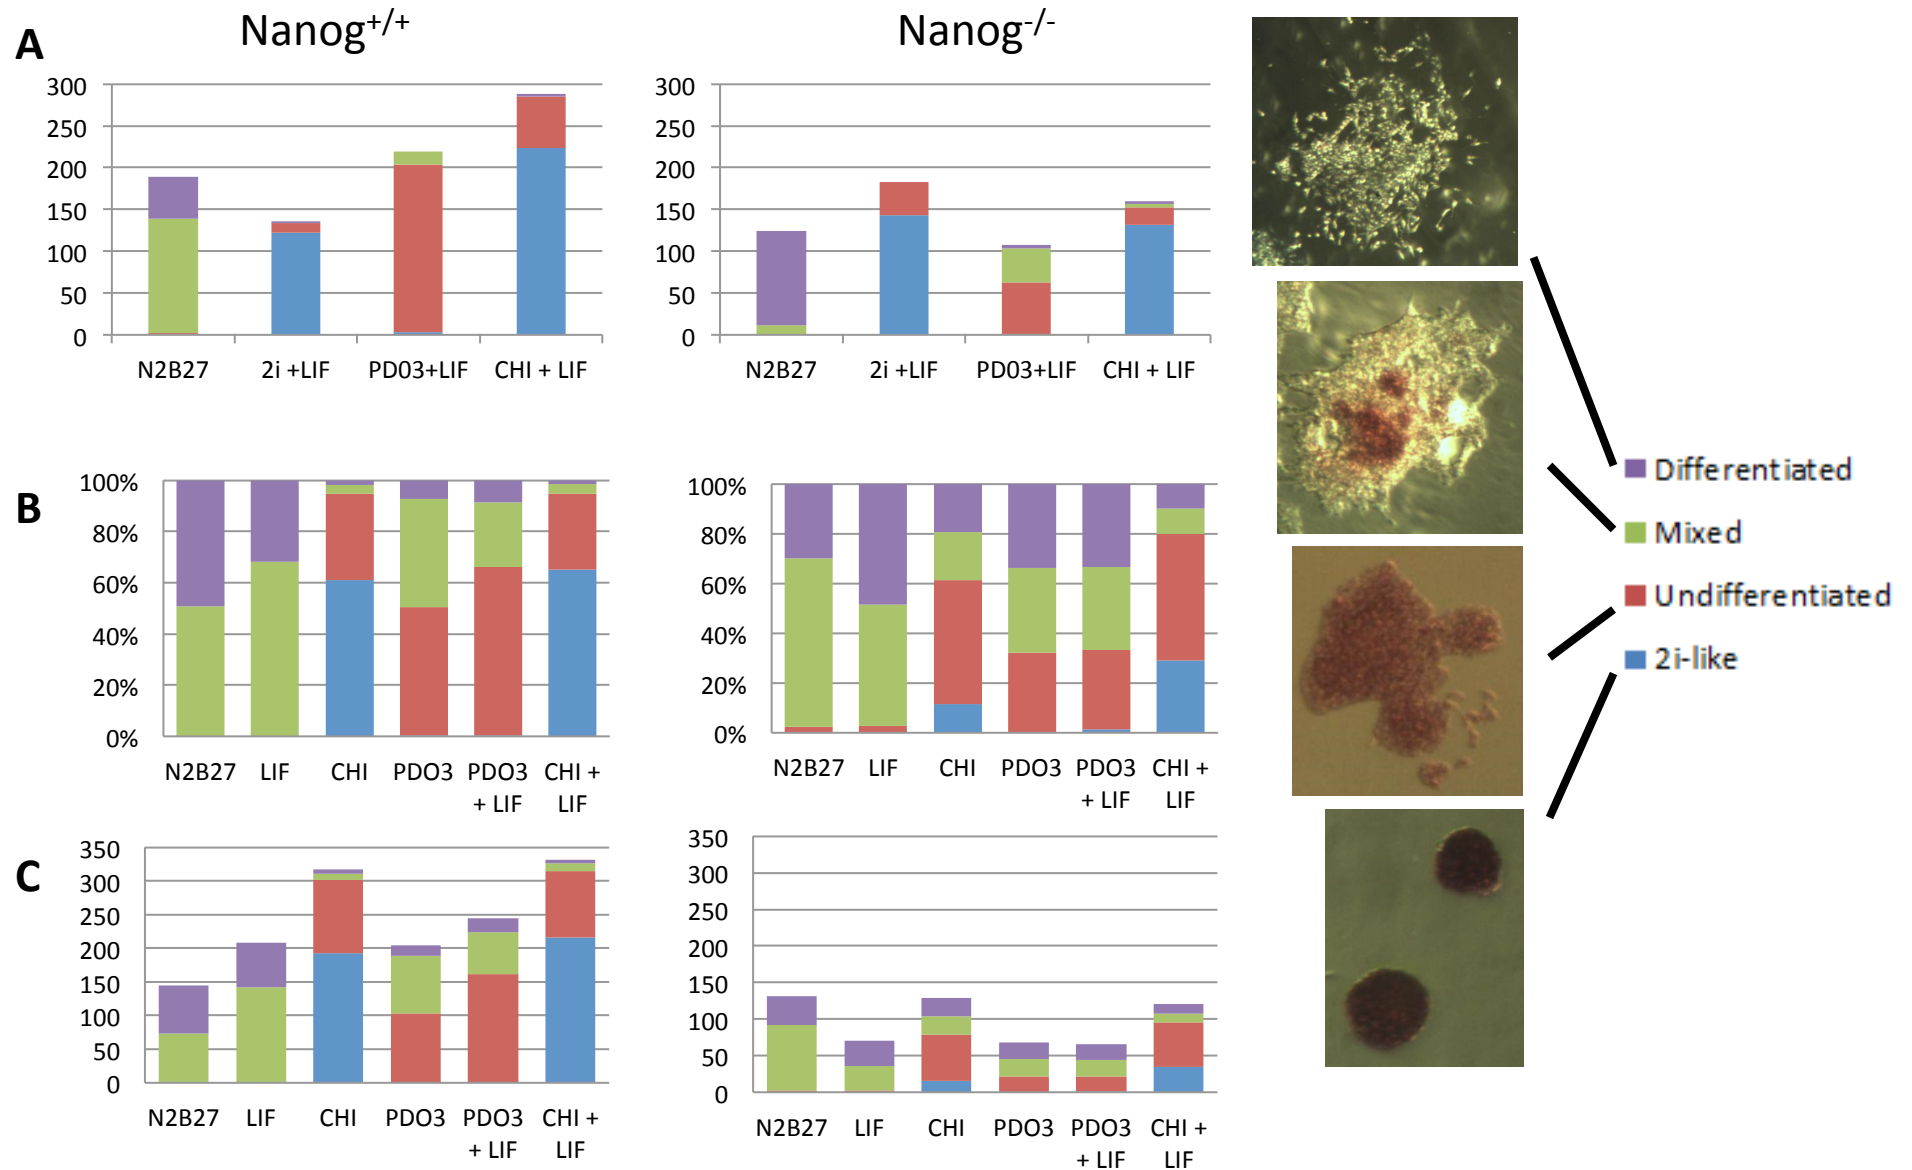 Nanog+/+
Nanog-/-
A
300
250
200
150
100
50
0
N2B27 2i +LIF PD03+LIF CHI + LIF
300
250
200
150
100
50
0
N2B27 2i +LIF PD03+LIF CHI + LIF
B
100%
80%
60%
40%
20%
0%
N2B27 LIF CHI PDO3 PDO3 CHI +
+ LIF LIF
100%
80%
60%
40%
20%
0%
N2B27 LIF CHI PDO3 PDO3 CHI +
+ LIF LIF
C
350
300
250
200
150
100
50
0
N2B27 LIF CHI PDO3 PDO3 CHI +
+ LIF LIF
350
300
250
200
150
100
50
0
N2B27 LIF CHI PDO3 PDO3 CHI +
+ LIF LIF
Differentiated
Mixed
Undifferentiated
2i-like